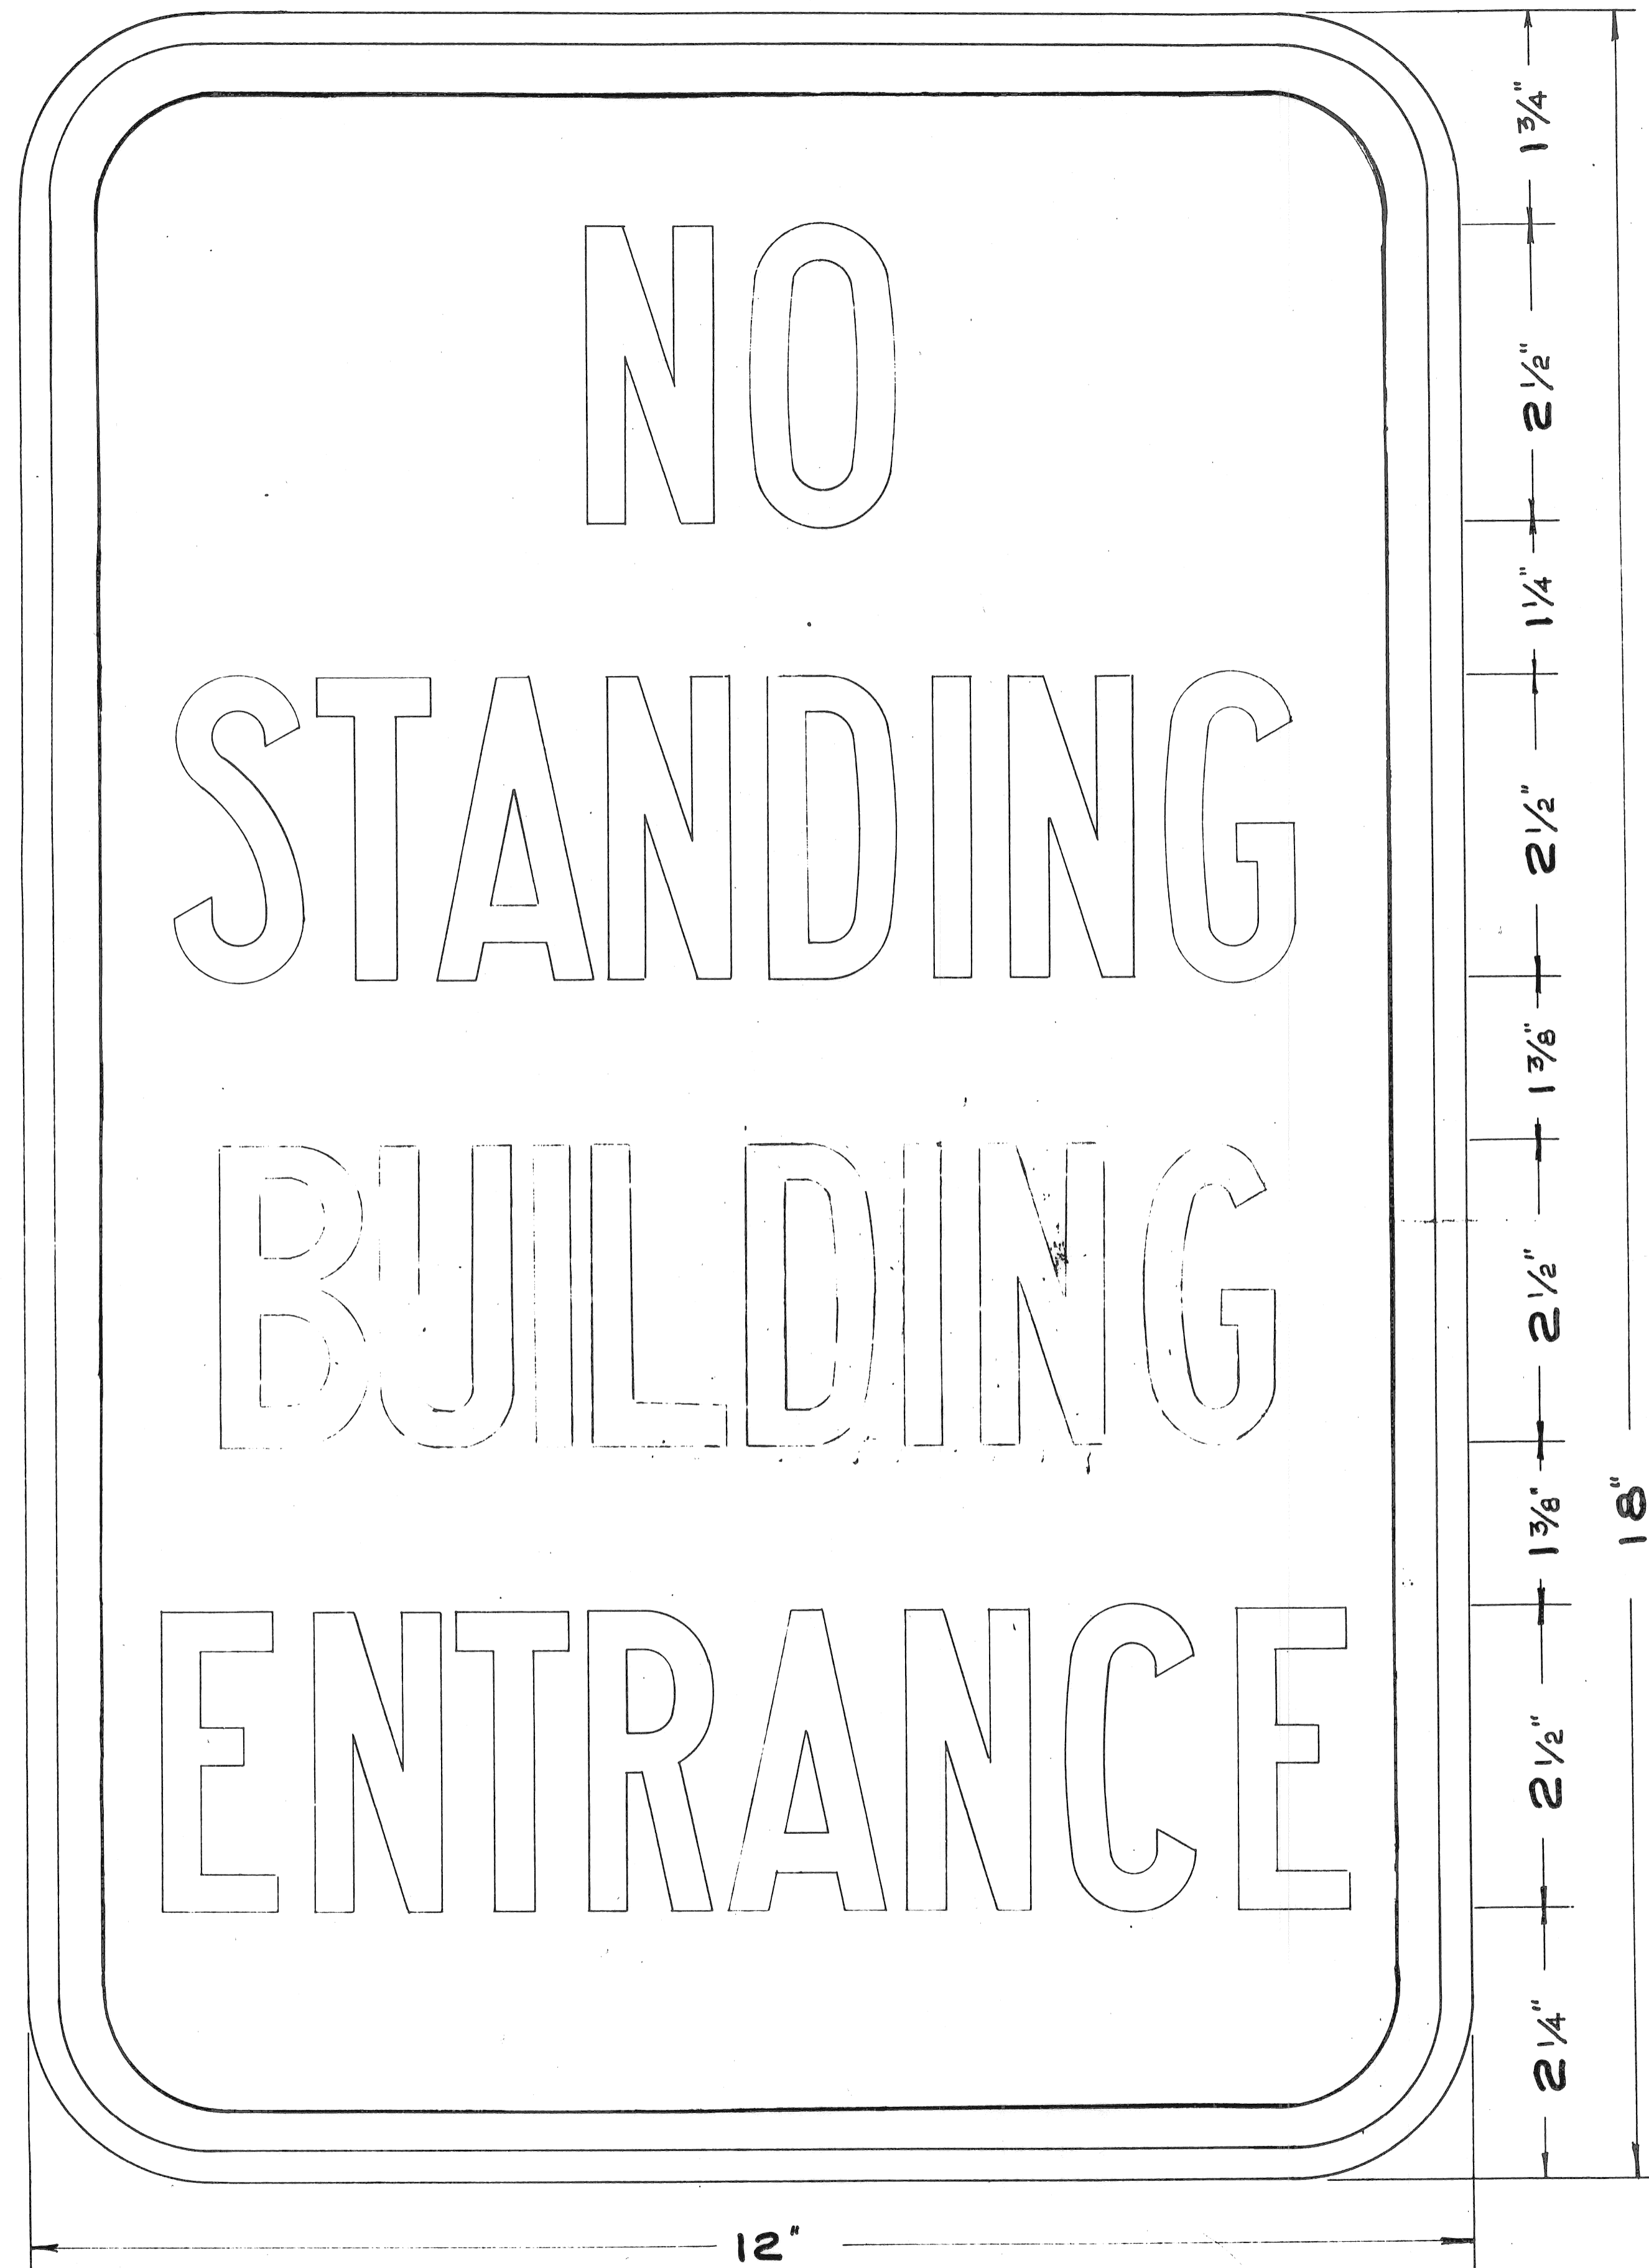 NO
STANDING
BUILDING
ENTRANCE
1 3/4"
2 1/2"
1 1/4"
2 1/2"
1 3/8"
2 1/2"
1 3/8"
2 1/2"
2 1/4"
18"
12"